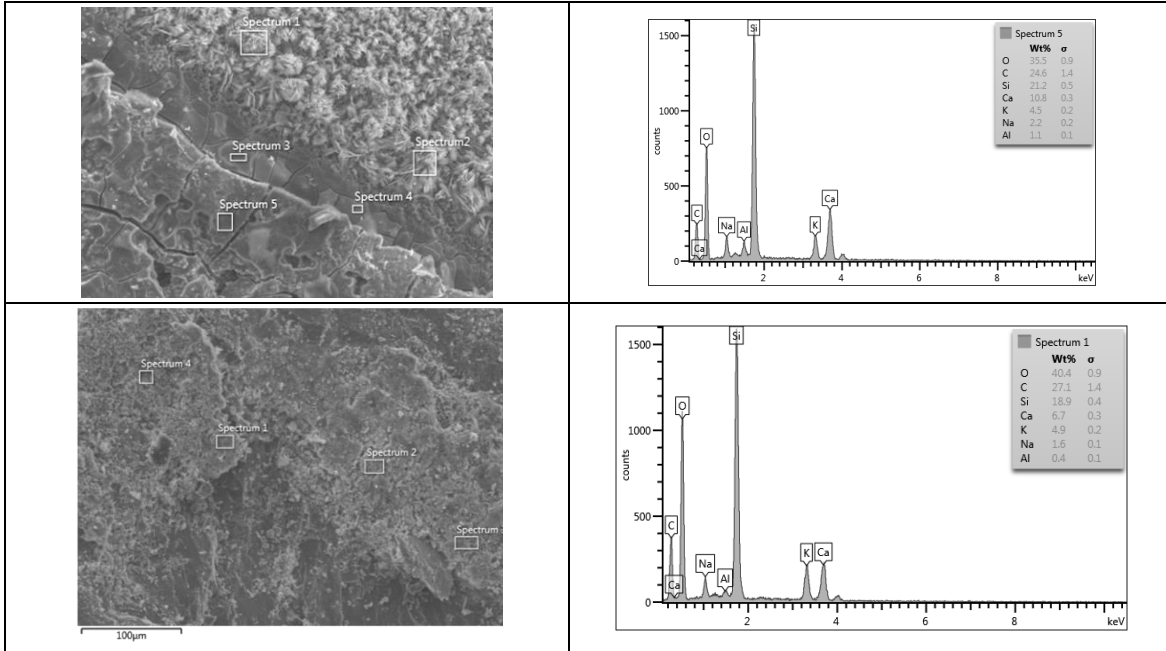 Spectrum 1
Spectrum2
Spectrum 3
Spectrum 4
Spectrum 5
1500
1000
500
0
counts
Si
O
C
Ca
Na
Al
K
Ca
2
4
6
8
keV
Spectrum 5
Wt% σ
O 35.5 0.9
C 24.6 1.4
Si 21.2 0.5
Ca 10.8 0.3
K 4.5 0.2
Na 2.2 0.2
Al 1.1 0.1
Spectrum 4
Spectrum 1
Spectrum 2
Spectrum
100µm
1500
1000
500
0
counts
Si
O
C
Ca
Na
Al
K
Ca
2
4
6
8
keV
Spectrum 1
Wt% σ
O 40.4 0.9
C 27.1 1.4
Si 18.9 0.4
Ca 6.7 0.3
K 4.9 0.2
Na 1.6 0.1
Al 0.4 0.1